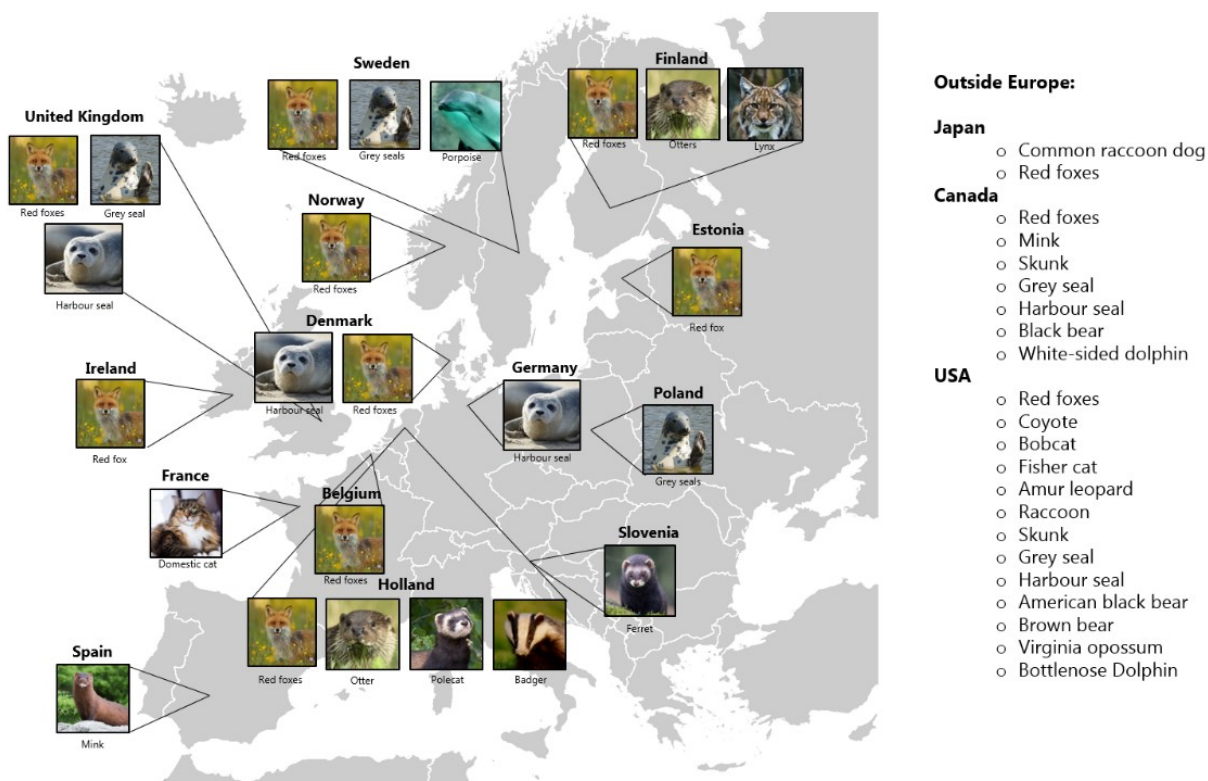 Sweden
Red foxes
Grey seals
Porpoise
Finland
Red foxes
Otters
Lynx
United Kingdom
Red foxes
Grey seal
Harbour seal
Norway
Red foxes
Estonia
Red fox
Denmark
Harbour seal
Red foxes
Ireland
Red fox
Germany
Harbour seal
Poland
Grey seals
France
Domestic cat
Belgium
Red foxes
Slovenia
Ferret
Holland
Red foxes
Otter
Polecat
Badger
Spain
Mink
Outside Europe:
Japan
o Common raccoon dog
o Red foxes
Canada
o Red foxes
o Mink
o Skunk
o Grey seal
o Harbour seal
o Black bear
o White-sided dolphin
USA
o Red foxes
o Coyote
o Bobcat
o Fisher cat
o Amur leopard
o Raccoon
o Skunk
o Grey seal
o Harbour seal
o American black bear
o Brown bear
o Virginia opossum
o Bottlenose Dolphin